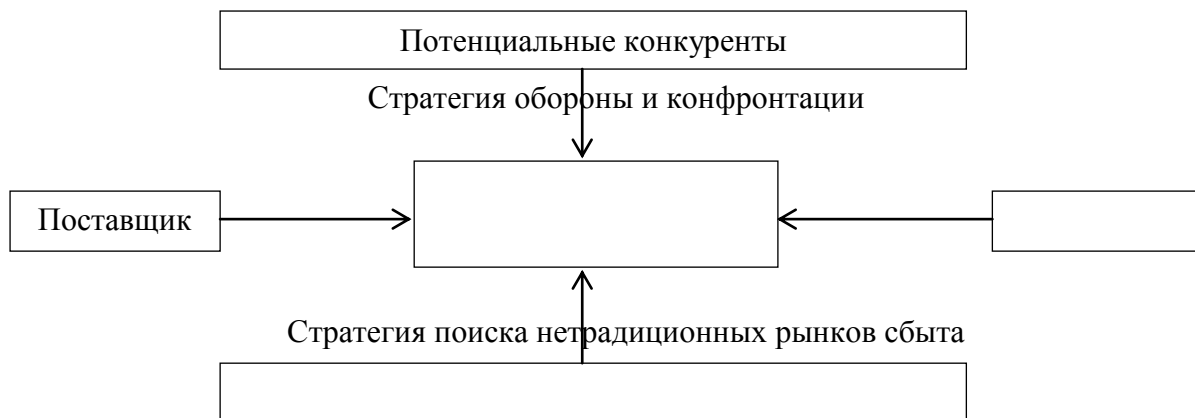 Потенциальные конкуренты
Стратегия обороны и конфронтации
Поставщик
Стратегия поиска нетрадиционных рынков сбыта